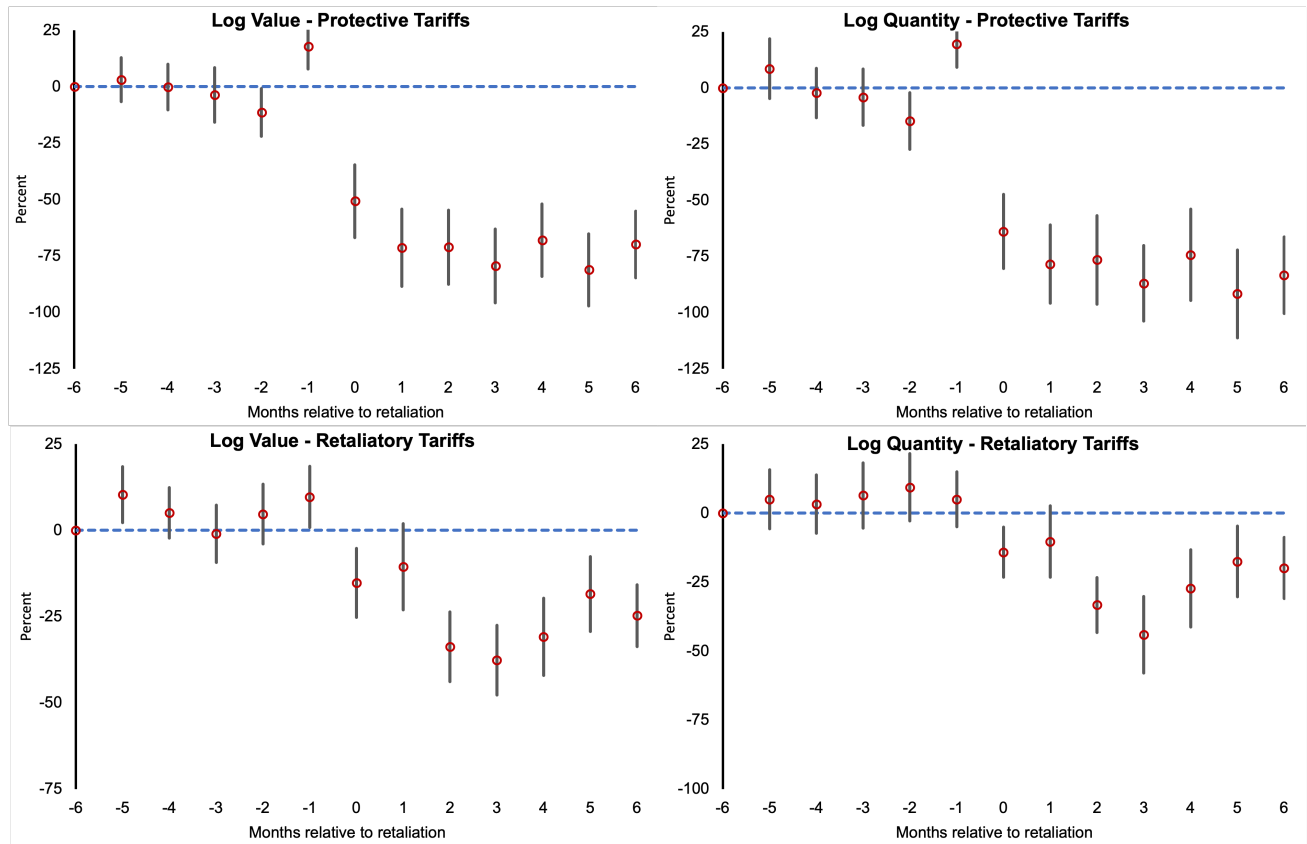 Log Value - Protective Tariffs
25
0
-25
-50
-75
-100
-125
Percent
-6 -5 -4 -3 -2 -1 0 1 2 3 4 5 6
Months relative to retaliation
Log Quantity - Protective Tariffs
25
0
-25
-50
-75
-100
-125
Percent
-6 -5 -4 -3 -2 -1 0 1 2 3 4 5 6
Months relative to retaliation
Log Value - Retaliatory Tariffs
25
0
-25
-50
-75
Percent
-6 -5 -4 -3 -2 -1 0 1 2 3 4 5 6
Months relative to retaliation
Log Quantity - Retaliatory Tariffs
25
0
-25
-50
-75
-100
Percent
-6 -5 -4 -3 -2 -1 0 1 2 3 4 5 6
Months relative to retaliation